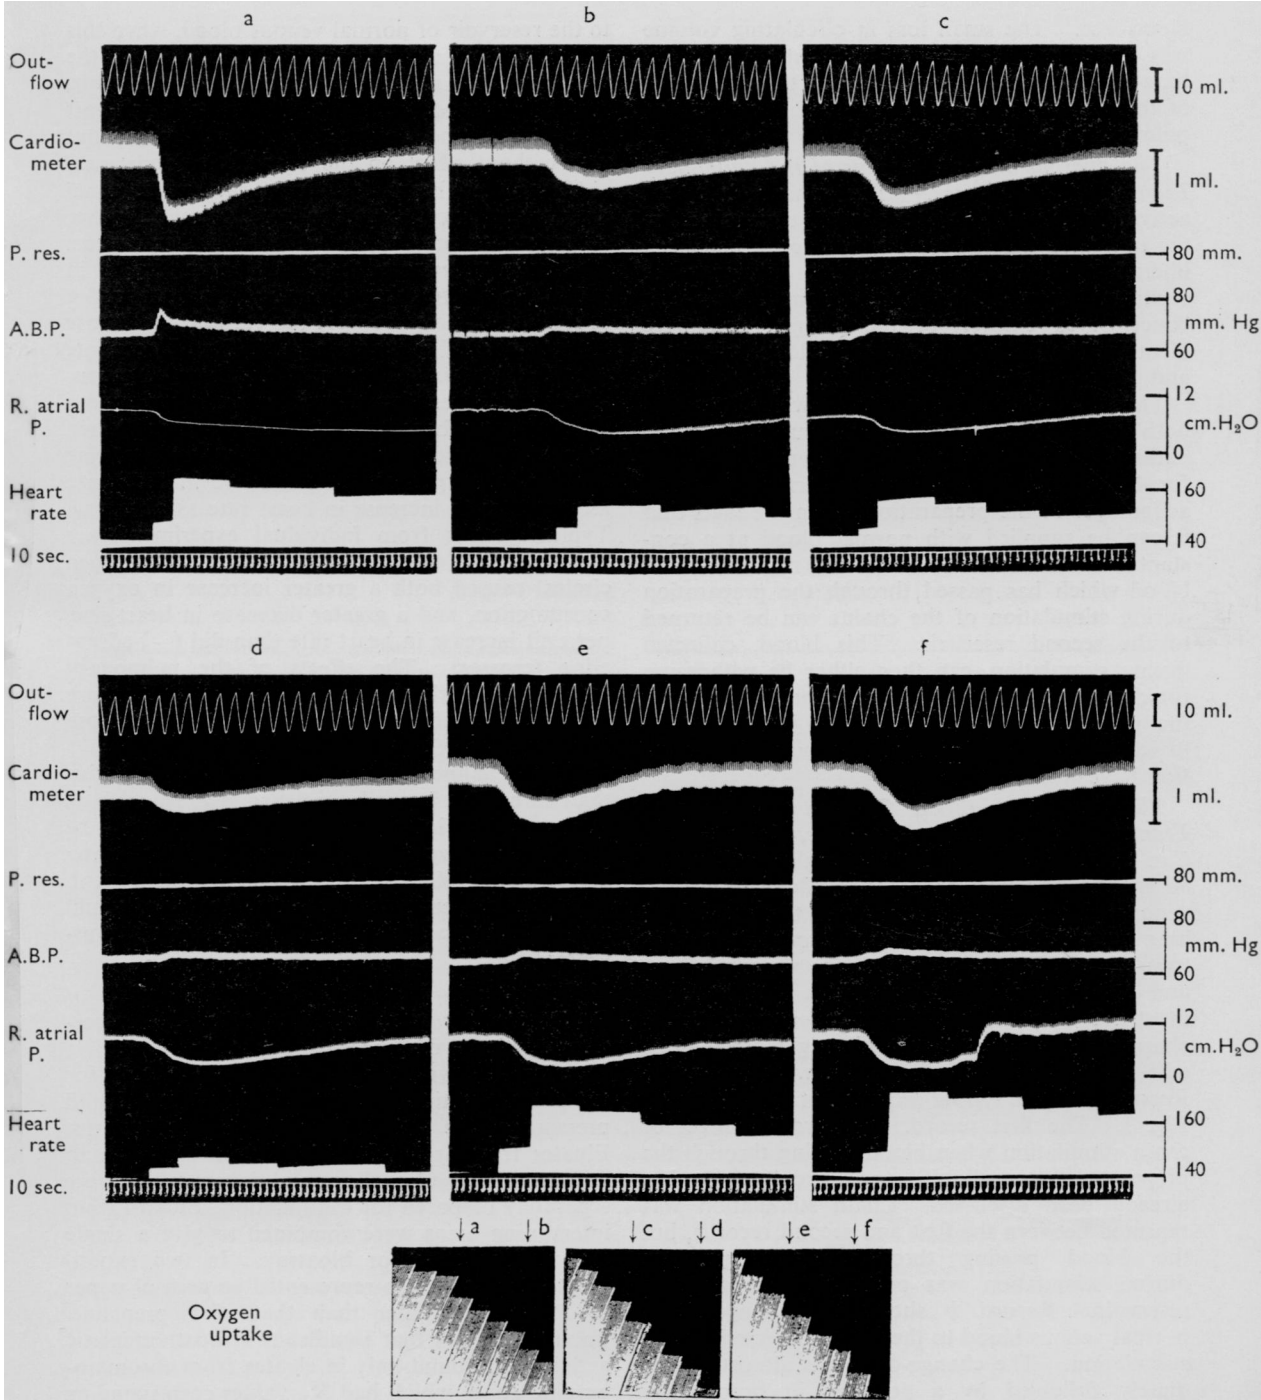 a
b
c
Out-
flow
10 ml.
Cardio-
meter
1 ml.
P. res.
80 mm.
80
A.B.P.
mm. Hg
60
R. atrial
P.
12
cm.H₂O
0
Heart
rate
160
140
10 sec.
d
e
f
Out-
flow
10 ml.
Cardio-
meter
1 ml.
P. res.
80 mm.
80
A.B.P.
mm. Hg
60
R. atrial
P.
12
cm.H₂O
0
Heart
rate
160
140
10 sec.
↓a ↓b ↓c ↓d ↓e ↓f
Oxygen
uptake